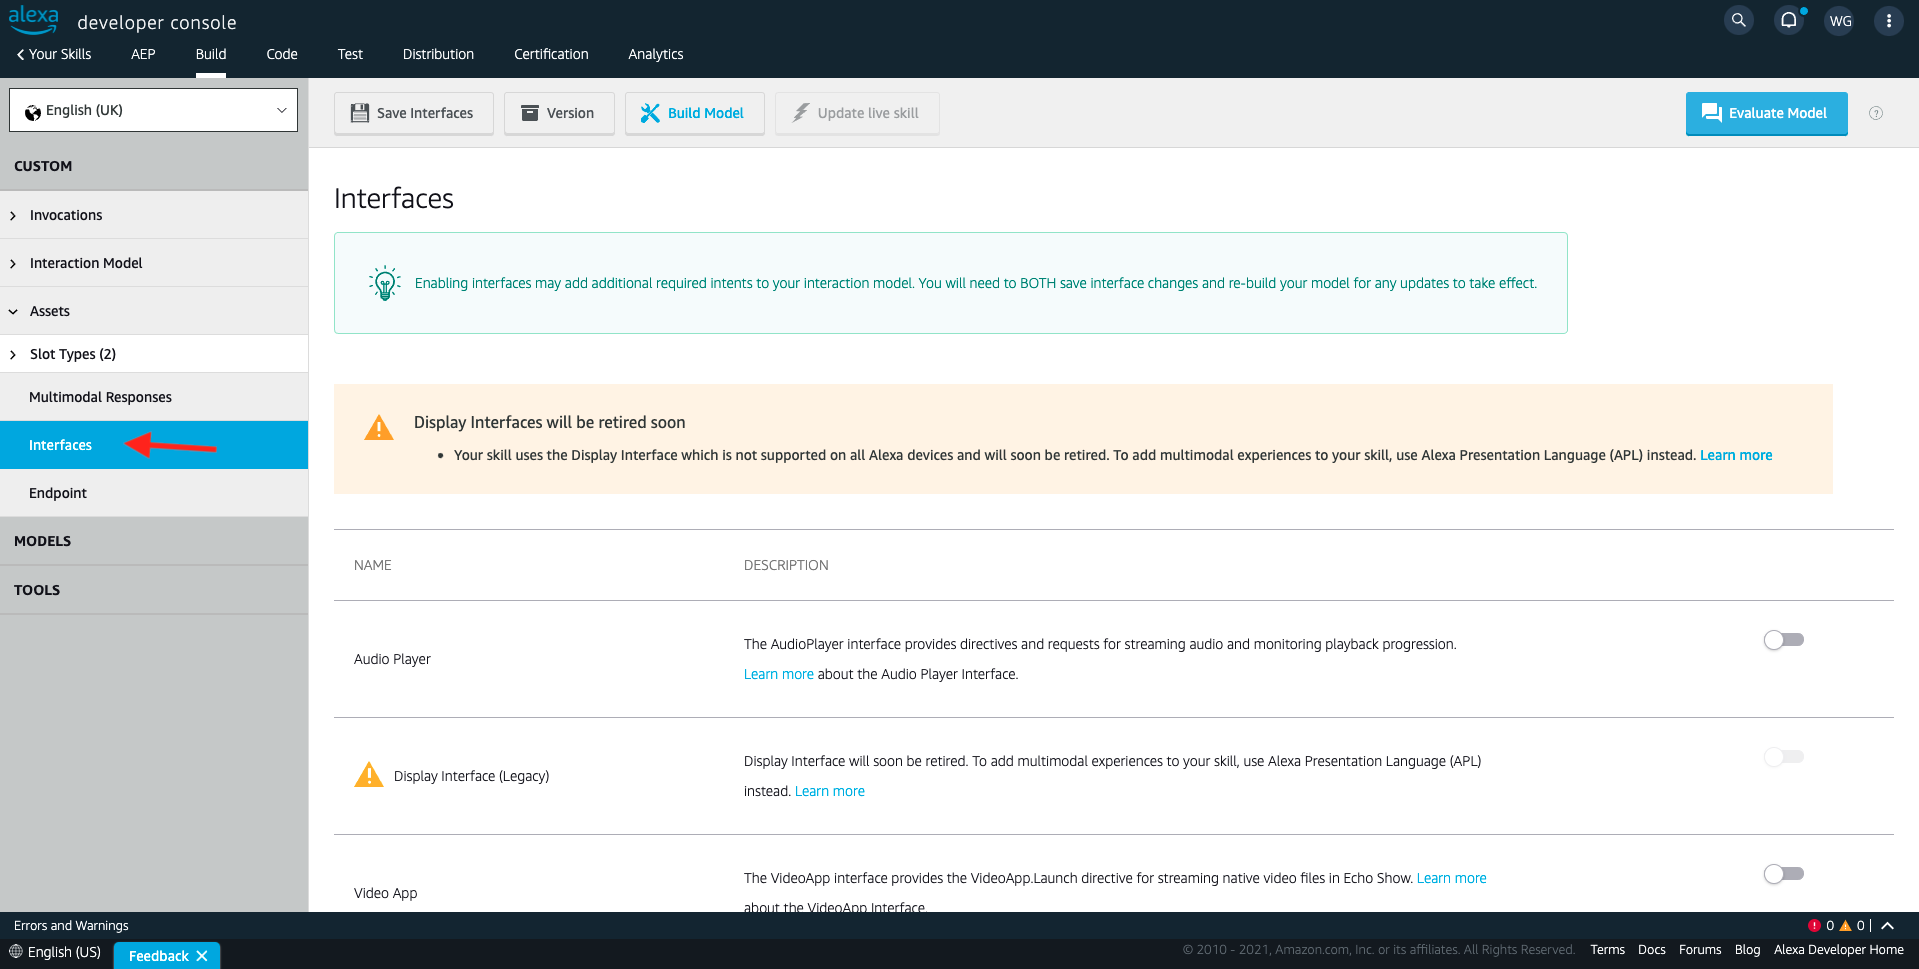 alexa developer console
WG
Your Skills AEP Build Code Test Distribution Certification Analytics
English (UK)
Save Interfaces Version Build Model Update live skill Evaluate Model ?
CUSTOM
Invocations
Interaction Model
Assets
Slot Types (2)
Multimodal Responses
Interfaces
Endpoint
MODELS
TOOLS
Interfaces
Enabling interfaces may add additional required intents to your interaction model. You will need to BOTH save interface changes and re-build your model for any updates to take effect.
Display Interfaces will be retired soon
• Your skill uses the Display Interface which is not supported on all Alexa devices and will soon be retired. To add multimodal experiences to your skill, use Alexa Presentation Language (APL) instead. Learn more
NAME DESCRIPTION
Audio Player
The AudioPlayer interface provides directives and requests for streaming audio and monitoring playback progression.
Learn more about the Audio Player Interface.
Display Interface (Legacy)
Display Interface will soon be retired. To add multimodal experiences to your skill, use Alexa Presentation Language (APL)
instead. Learn more
Video App
The VideoApp interface provides the VideoApp.Launch directive for streaming native video files in Echo Show. Learn more
about the VideoApp Interface.
Errors and Warnings 0 0 |
English (US) Feedback
© 2010 - 2021, Amazon.com, Inc. or its affiliates. All Rights Reserved. Terms Docs Forums Blog Alexa Developer Home